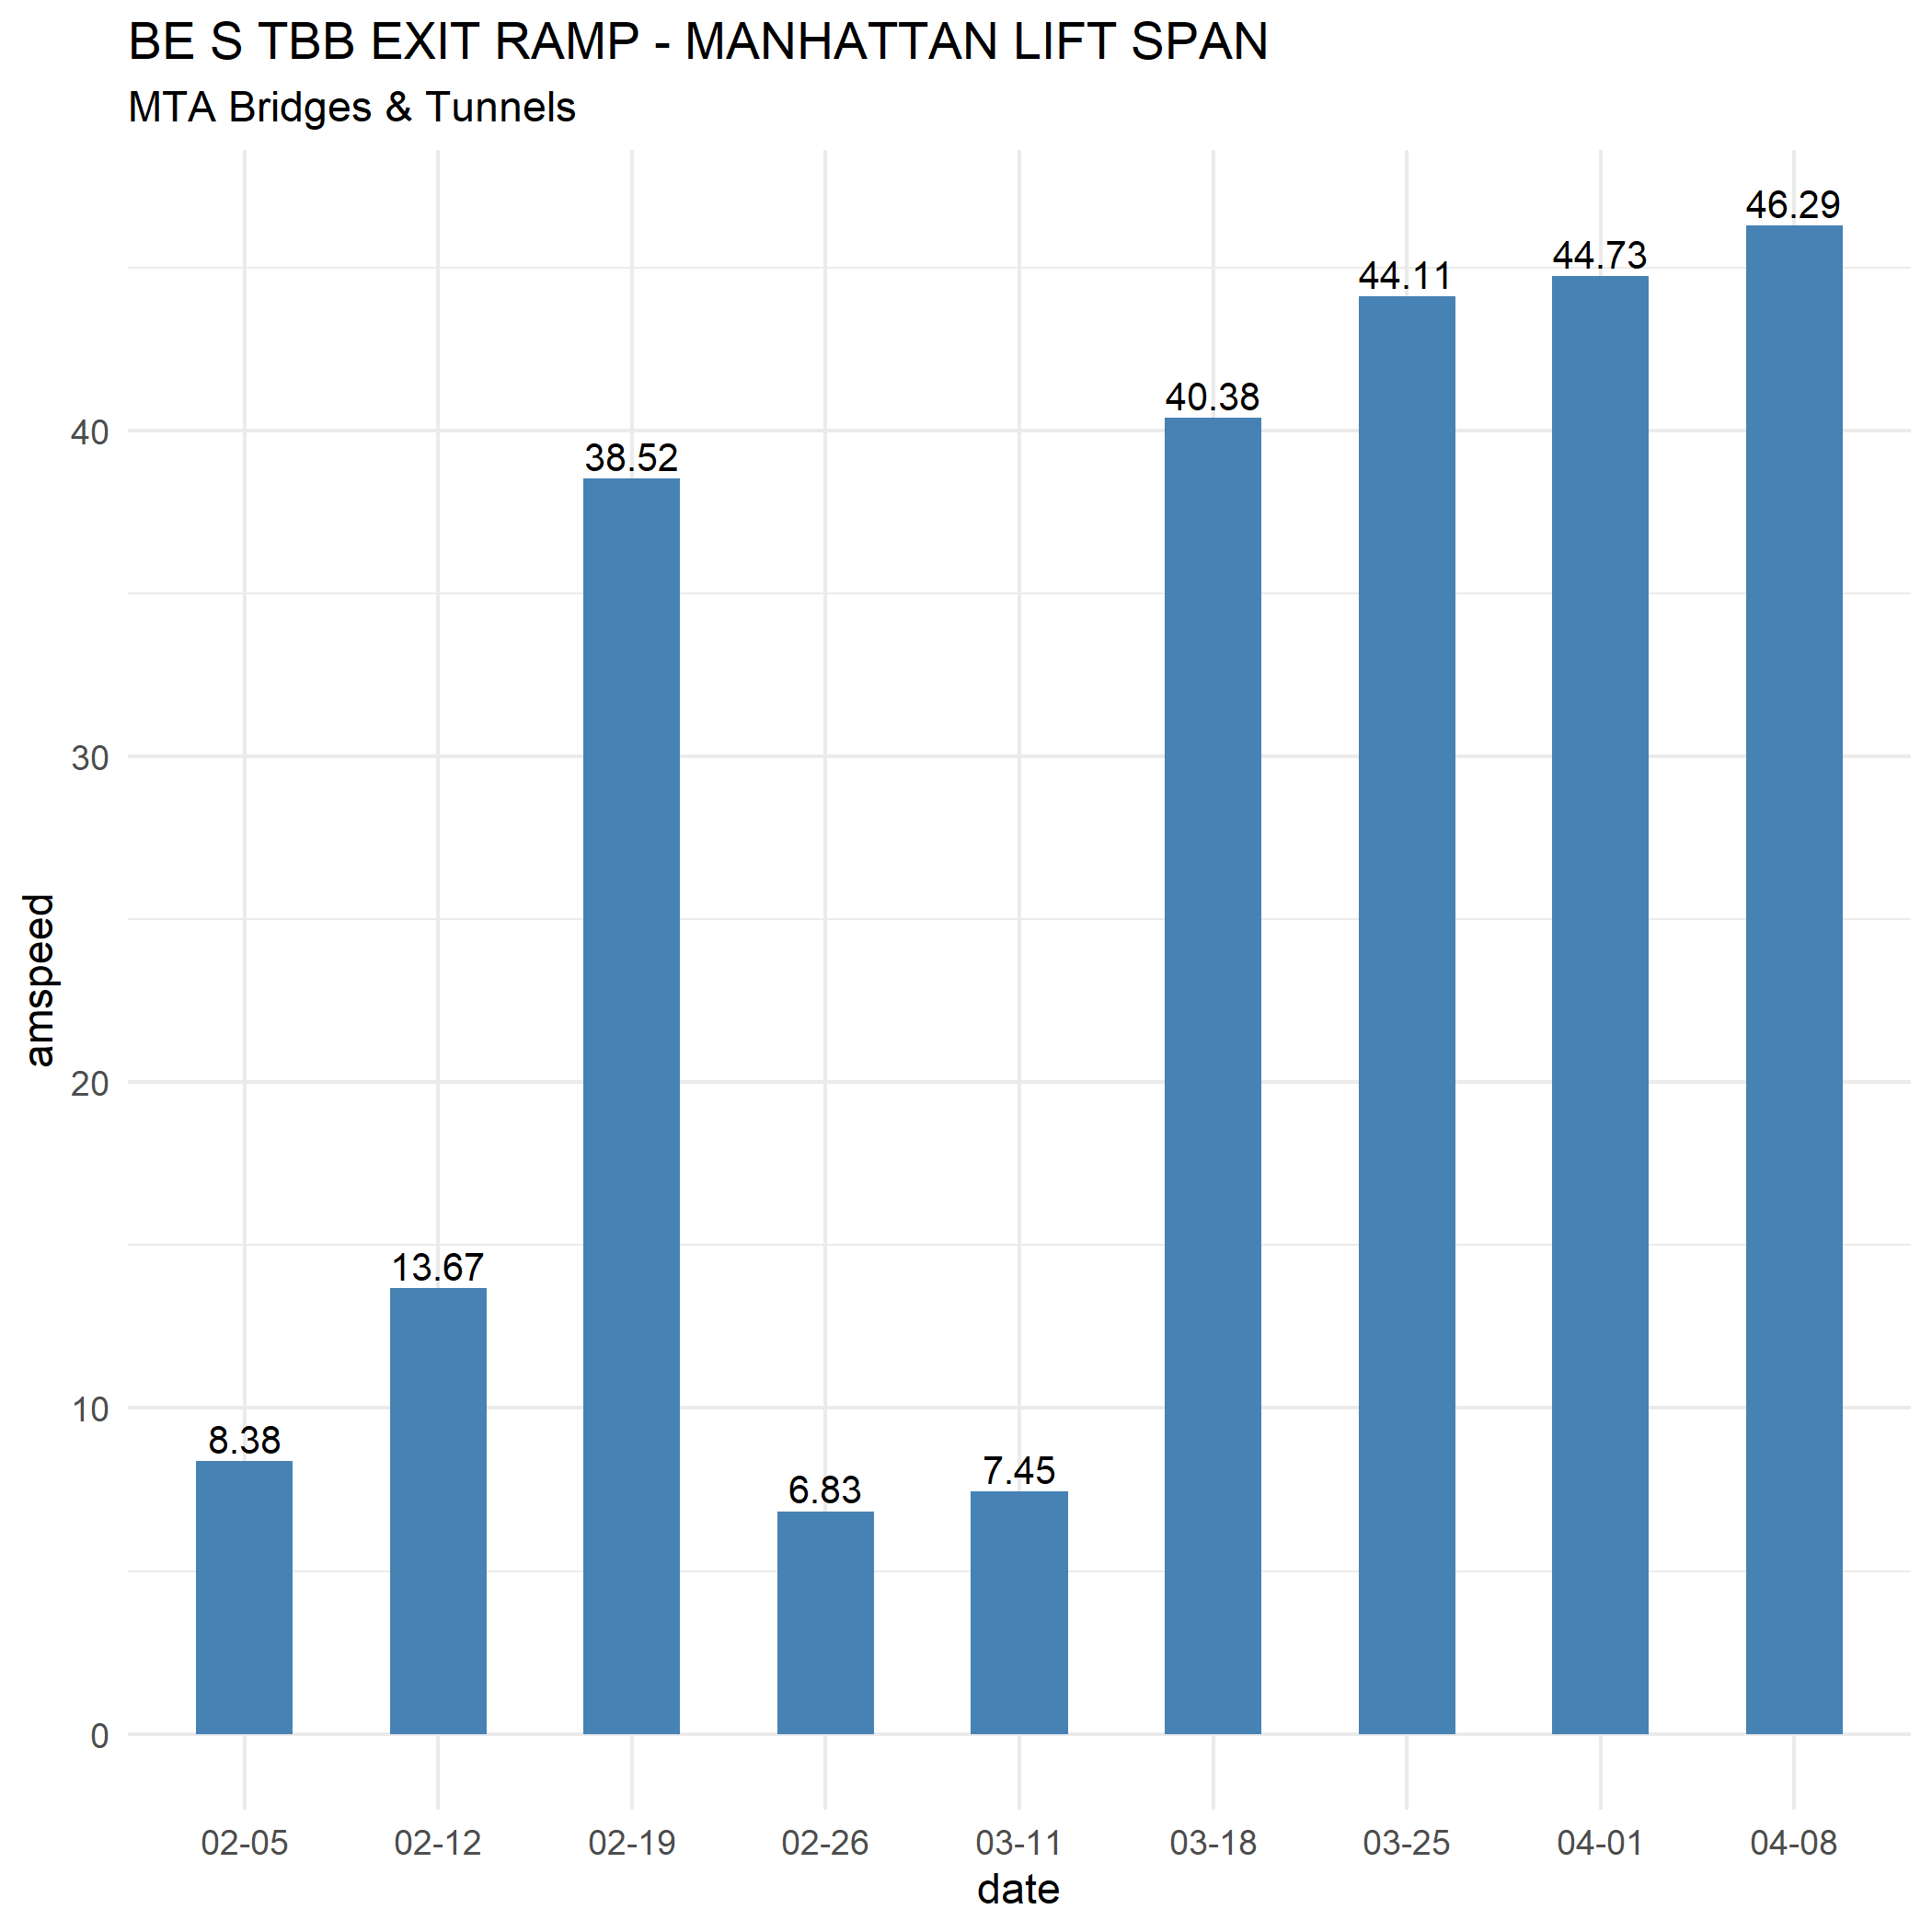 BE S TBB EXIT RAMP - MANHATTAN LIFT SPAN
MTA Bridges & Tunnels
46.29
44.73
44.11
40.38
38.52
13.67
8.38
7.45
6.83
40
30
20
10
0
amspeed
02-05 02-12 02-19 02-26 03-11 03-18 03-25 04-01 04-08
date